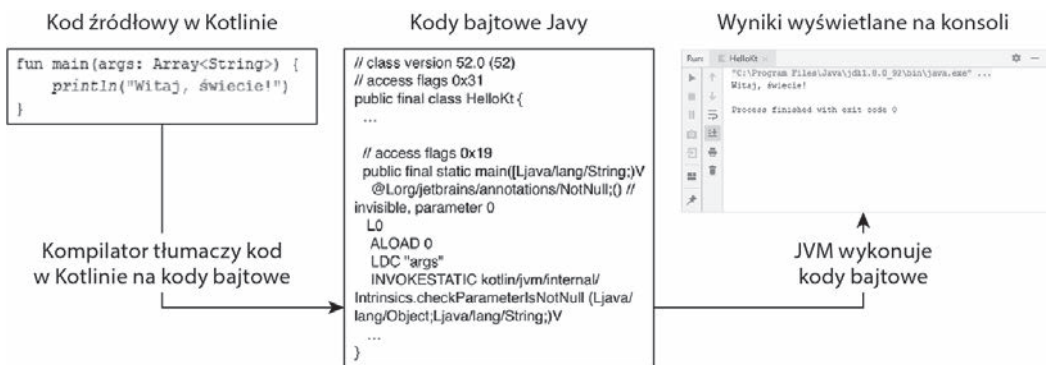 Kod źródłowy w Kotlinie
fun main(args: Array<String>) {
println("Witaj, świecie!")
}
Kompilator tłumaczy kod
w Kotlinie na kody bajtowe
Kody bajtowe Javy
// class version 52.0 (52)
// access flags 0x31
public final class HelloKt {
...
// access flags 0x19
public final static main([Ljava/lang/String;)V
@Lorg/jetbrains/annotations/NotNull;() //
invisible, parameter 0
L0
ALOAD 0
LDC "args"
INVOKESTATIC kotlin/jvm/internal/
Intrinsics.checkParameterIsNotNull (Ljava/
lang/Object;Ljava/lang/String;)V
...
}
Wyniki wyświetlane na konsoli
Run: HelloKt
"C:\Program Files\Java\jdk1.8.0_92\bin\java.exe" ...
Witaj, świecie!
Process finished with exit code 0
JVM wykonuje
kody bajtowe